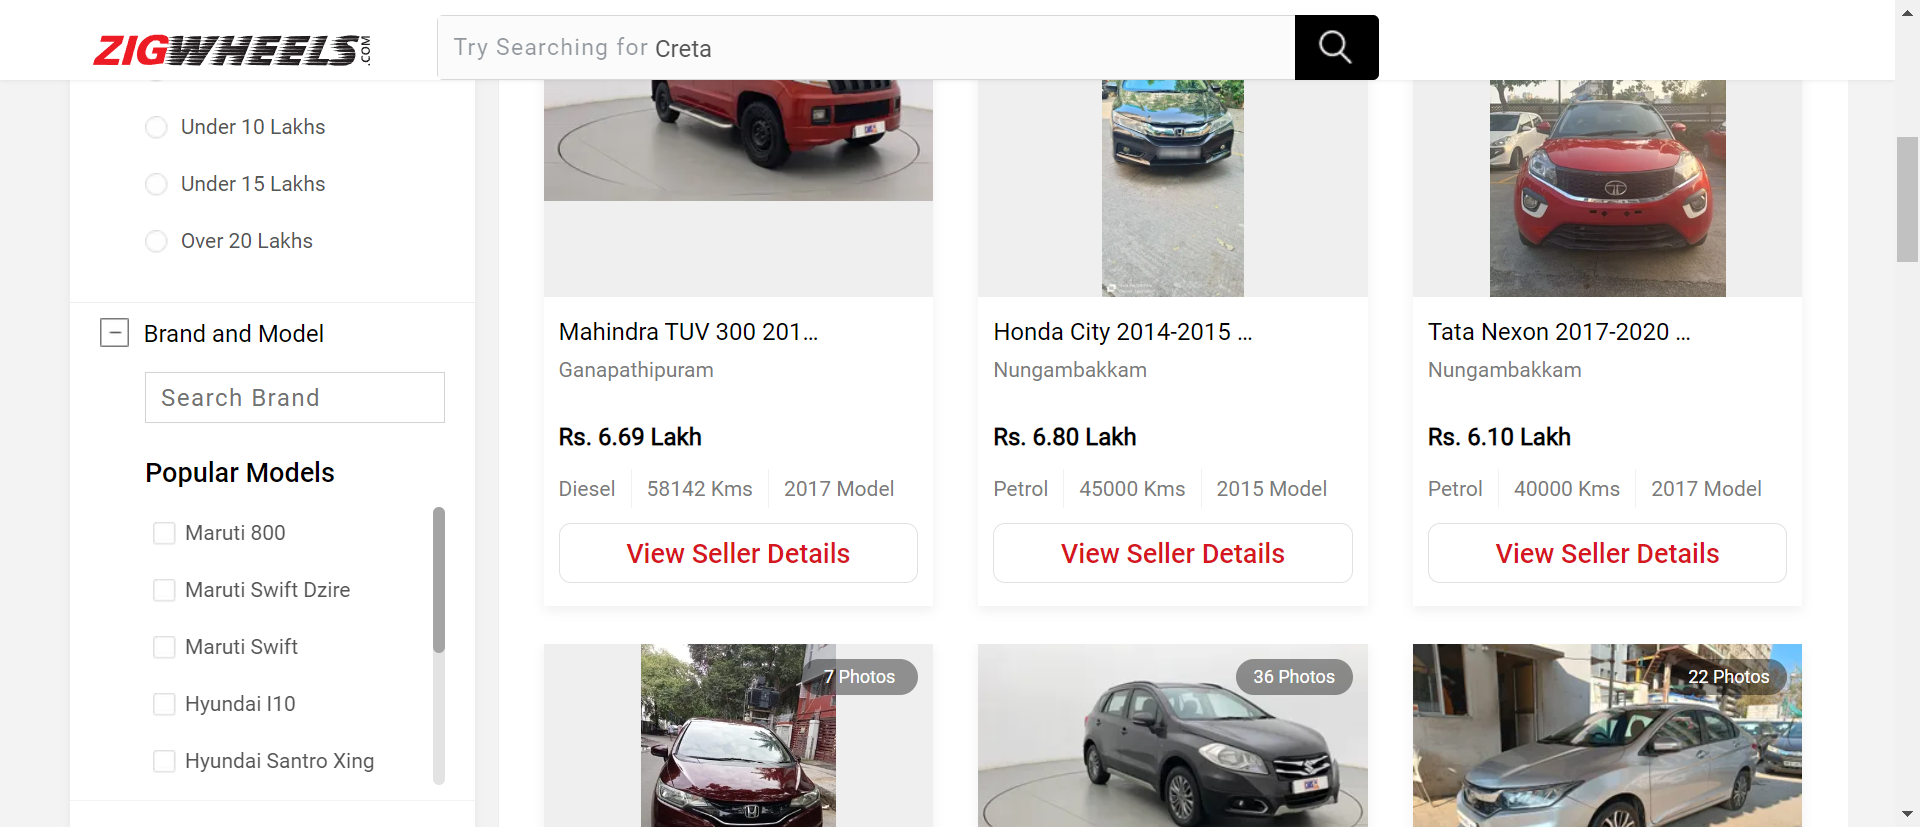 ZIGWHEELS.COM
Try Searching for Creta
Under 10 Lakhs
Under 15 Lakhs
Over 20 Lakhs
Brand and Model
Search Brand
Popular Models
Maruti 800
Maruti Swift Dzire
Maruti Swift
Hyundai I10
Hyundai Santro Xing
Mahindra TUV 300 201...
Ganapathipuram
Rs. 6.69 Lakh
Diesel
58142 Kms
2017 Model
View Seller Details
Honda City 2014-2015 ...
Nungambakkam
Rs. 6.80 Lakh
Petrol
45000 Kms
2015 Model
View Seller Details
Tata Nexon 2017-2020 ...
Nungambakkam
Rs. 6.10 Lakh
Petrol
40000 Kms
2017 Model
View Seller Details
7 Photos
36 Photos
22 Photos